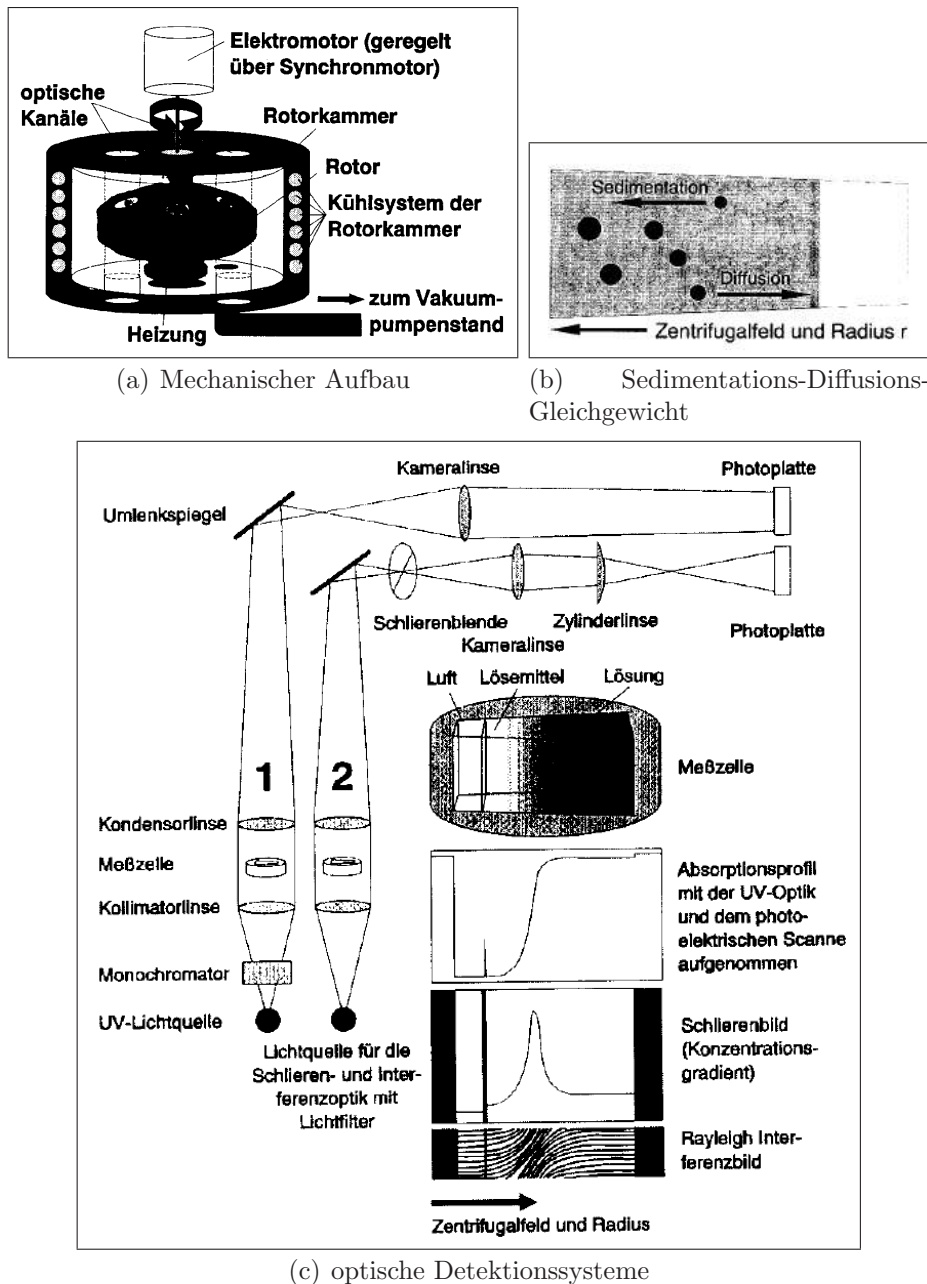 Elektromotor (geregelt
über Synchronmotor)
optische
Kanäle
Rotorkammer
Rotor
Kühlsystem der
Rotorkammer
zum Vakuum-
pumpenstand
Heizung
(a) Mechanischer Aufbau
Sedimentation
Diffusion
Zentrifugalfeld und Radius r
(b) Sedimentations-Diffusions-
Gleichgewicht
Kameralinse
Photoplatte
Umlenkspiegel
Schlierenblende
Zylinderlinse
Kameralinse
Photoplatte
Luft
Lösemittel
Lösung
1
2
Meßzelle
Kondensorlinse
Meßzelle
Kollimatorlinse
Monochromator
UV-Lichtquelle
Lichtquelle für die
Schlieren- und Inter-
ferenzoptik mit
Lichtfilter
Absorptionsprofil
mit der UV-Optik
und dem photo-
elektrischen Scanne
aufgenommen
Schlierenbild
(Konzentrations-
gradient)
Rayleigh Inter-
ferenzbild
Zentrifugalfeld und Radius
(c) optische Detektionssysteme